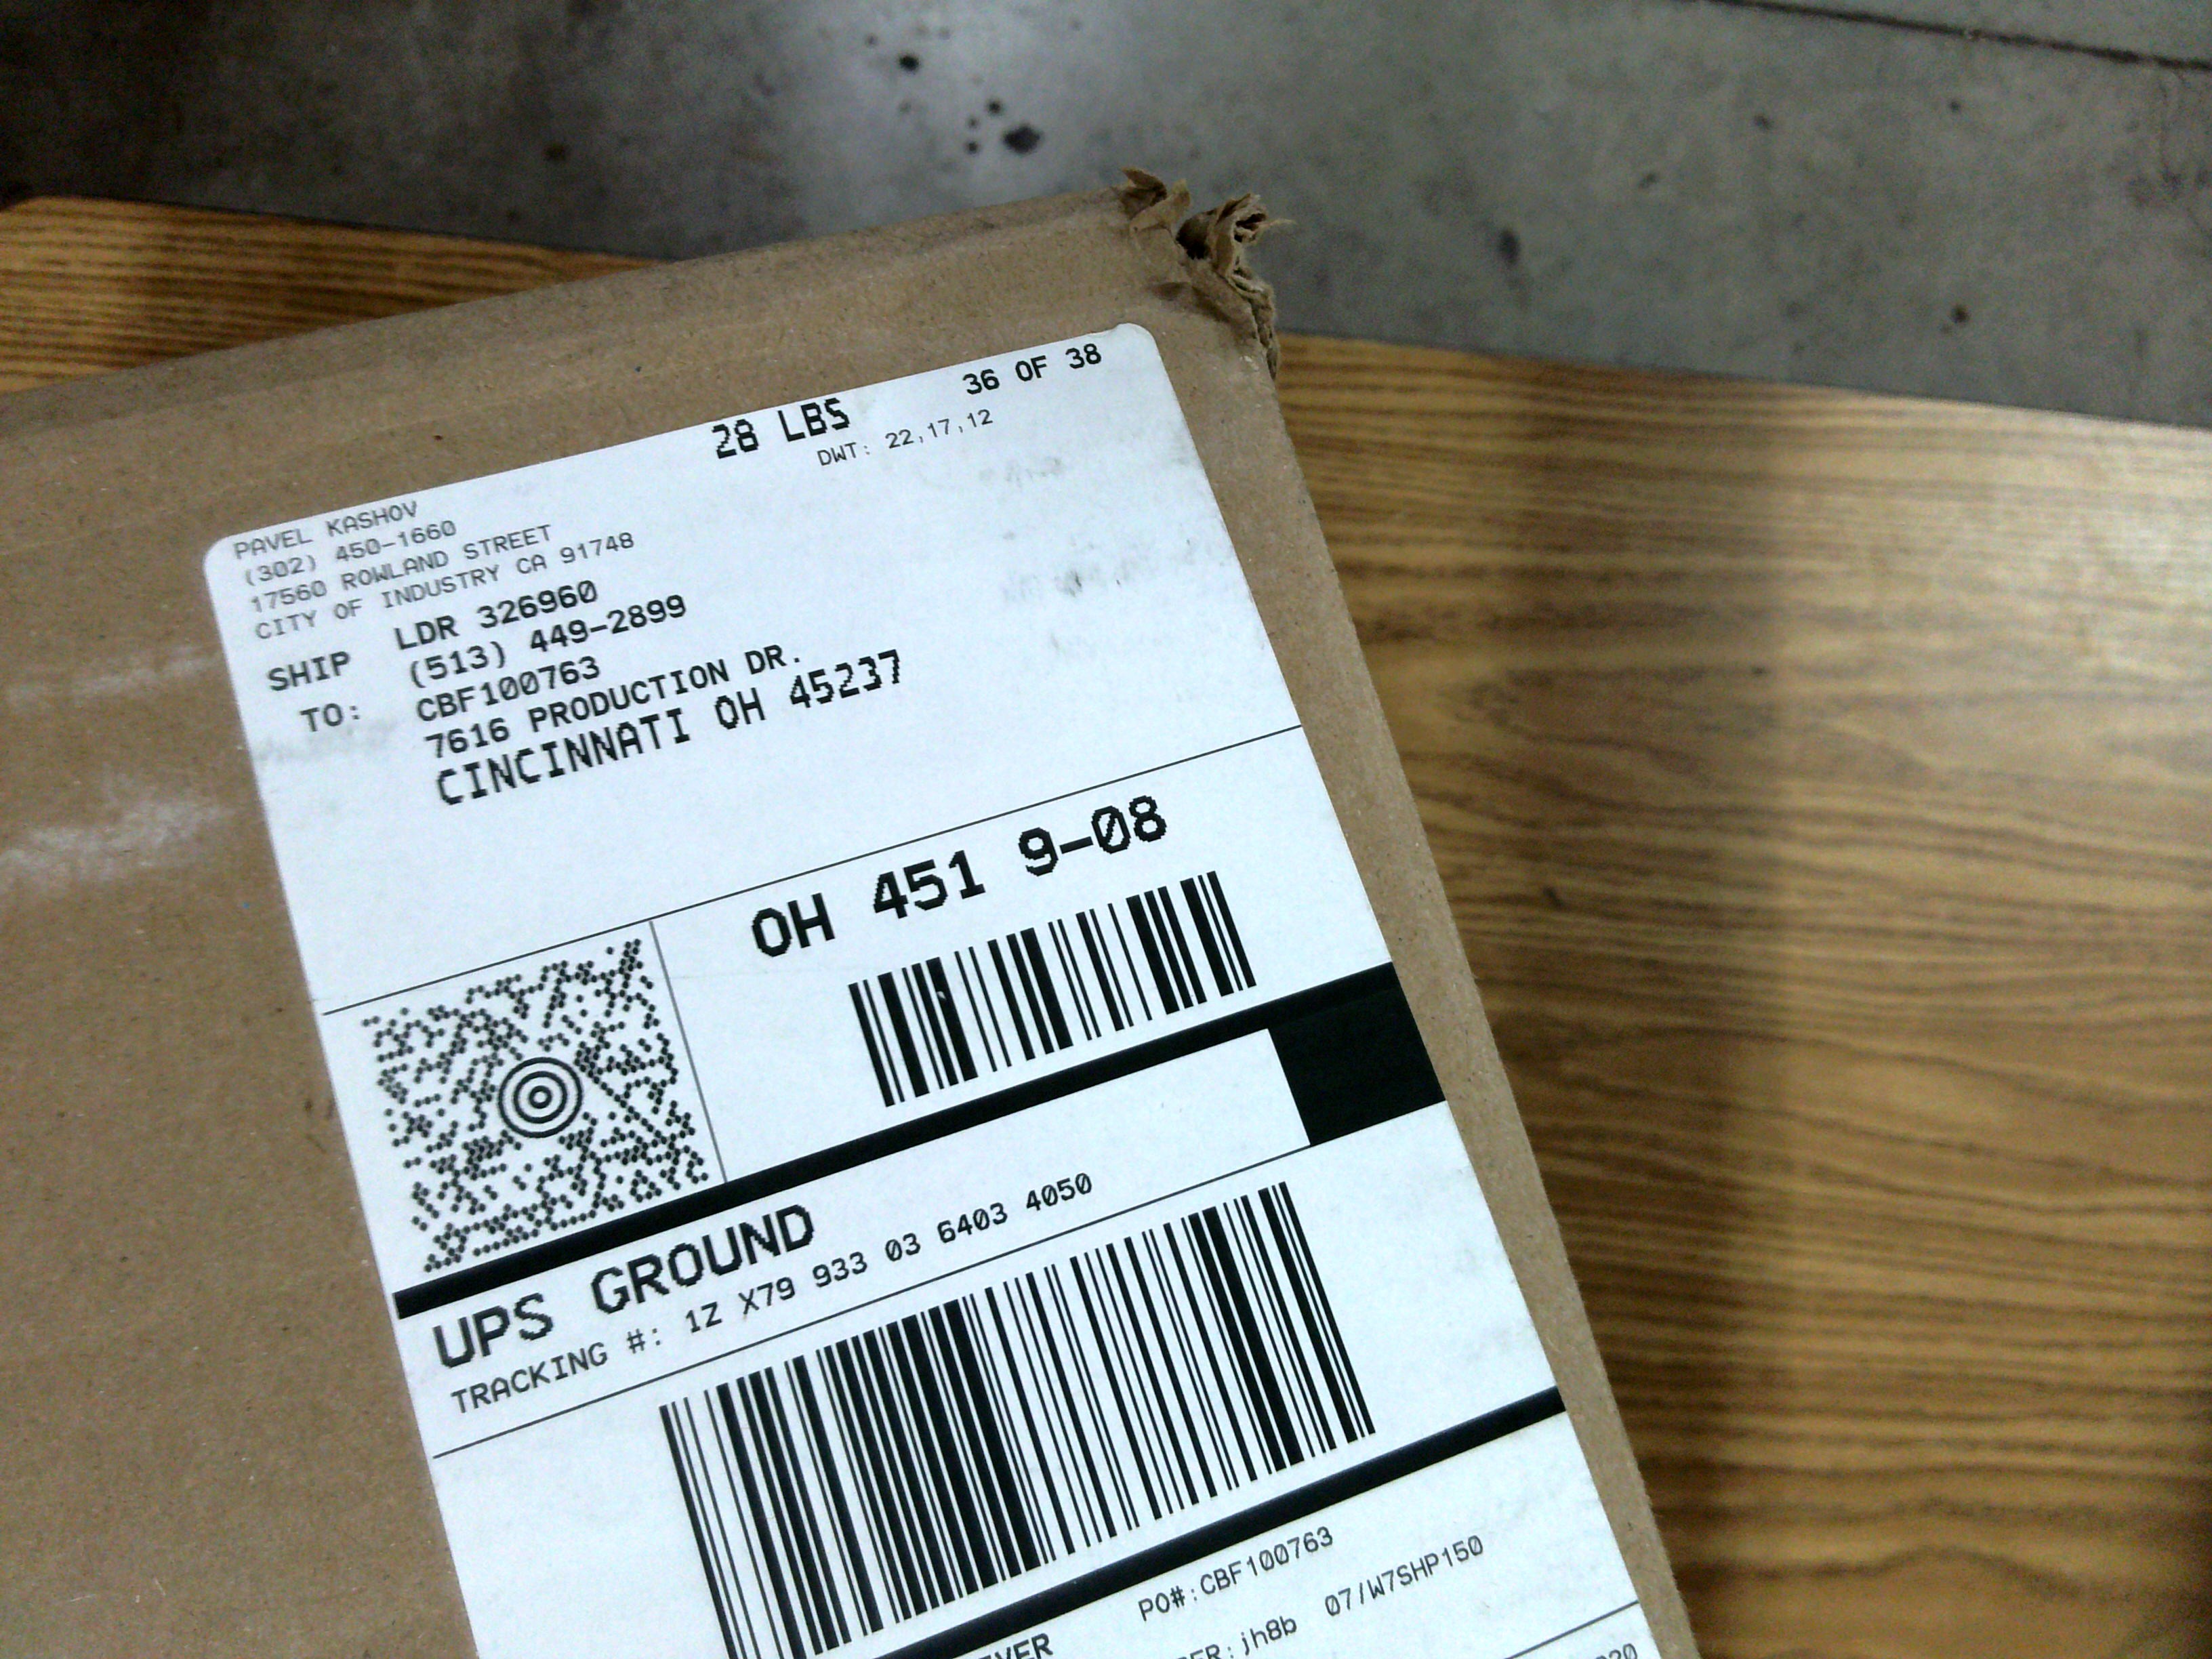 28 LBS
36 OF 38
DWT: 22,17,12
PAVEL KASHOV
(302) 450-1660
17560 ROWLAND STREET
CITY OF INDUSTRY CA 91748
SHIP
TO:
LDR 326960
(513) 449-2899
CBF100763
7616 PRODUCTION DR.
CINCINNATI OH 45237
OH 451 9-08
UPS GROUND
TRACKING #: 1Z X79 933 03 6403 4050
PO#:CBF100763
jh8b 07/W7SHP150